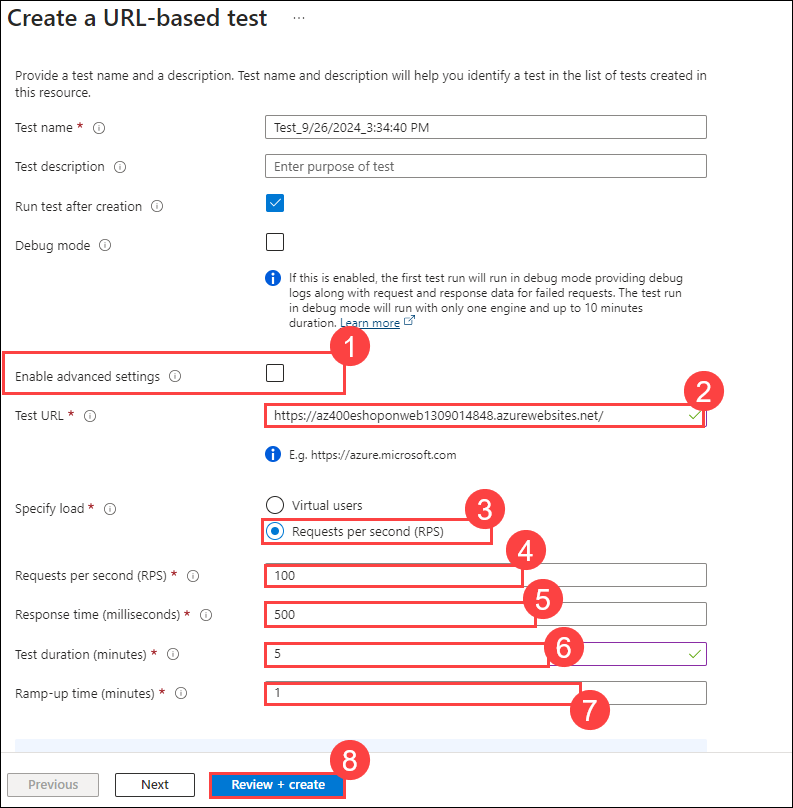 Create a URL-based test ...
Provide a test name and a description. Test name and description will help you identify a test in the list of tests created in
this resource.
Test name *
Test_9/26/2024_3:34:40 PM
Test description
Enter purpose of test
Run test after creation
Debug mode
If this is enabled, the first test run will run in debug mode providing debug
logs along with request and response data for failed requests. The test run
in debug mode will run with only one engine and up to 10 minutes
duration. Learn more
1
Enable advanced settings
2
Test URL *
https://az400eshoponweb1309014848.azurewebsites.net/
E.g. https://azure.microsoft.com
Specify load *
Virtual users
3
Requests per second (RPS)
4
Requests per second (RPS) *
100
5
Response time (milliseconds) *
500
6
Test duration (minutes) *
5
Ramp-up time (minutes) *
1
7
8
Previous
Next
Review + create